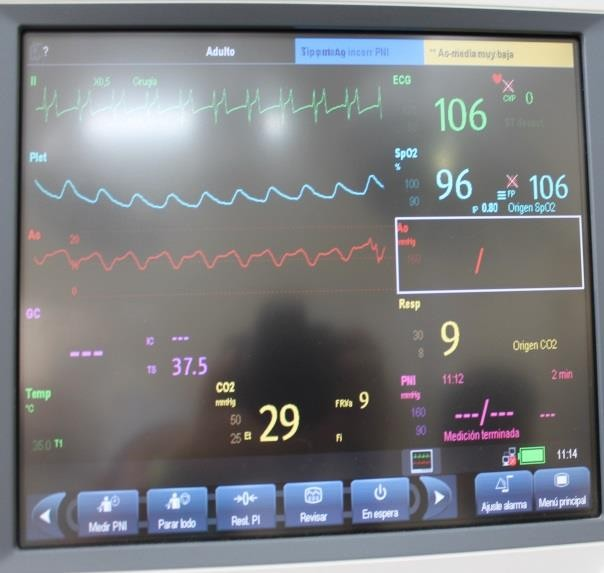 ? Adulto incorr PNI ** Ao-media muy baja
II X0,5 Cirugía ECG
106 CVP 0
Plet SpO2
%
100
90
96 FP 106
IP 0.80 Origen SpO2
Ao 20 Ao
mmHg
160
/
0
GC Resp
--- IC ---
TB 37.5
30
8
9 Origen CO2
Temp
°C
35.0 T1
CO2
mmHg
50
25 Et 29
FRVa 9
Fi
PNI 11:12 2 min
mmHg
160
90
---/--- ---
Medición terminada
11:14
Medir PNI
Parar todo
Rest. PI
Revisar
En espera
Ajuste alarma
Menú principal